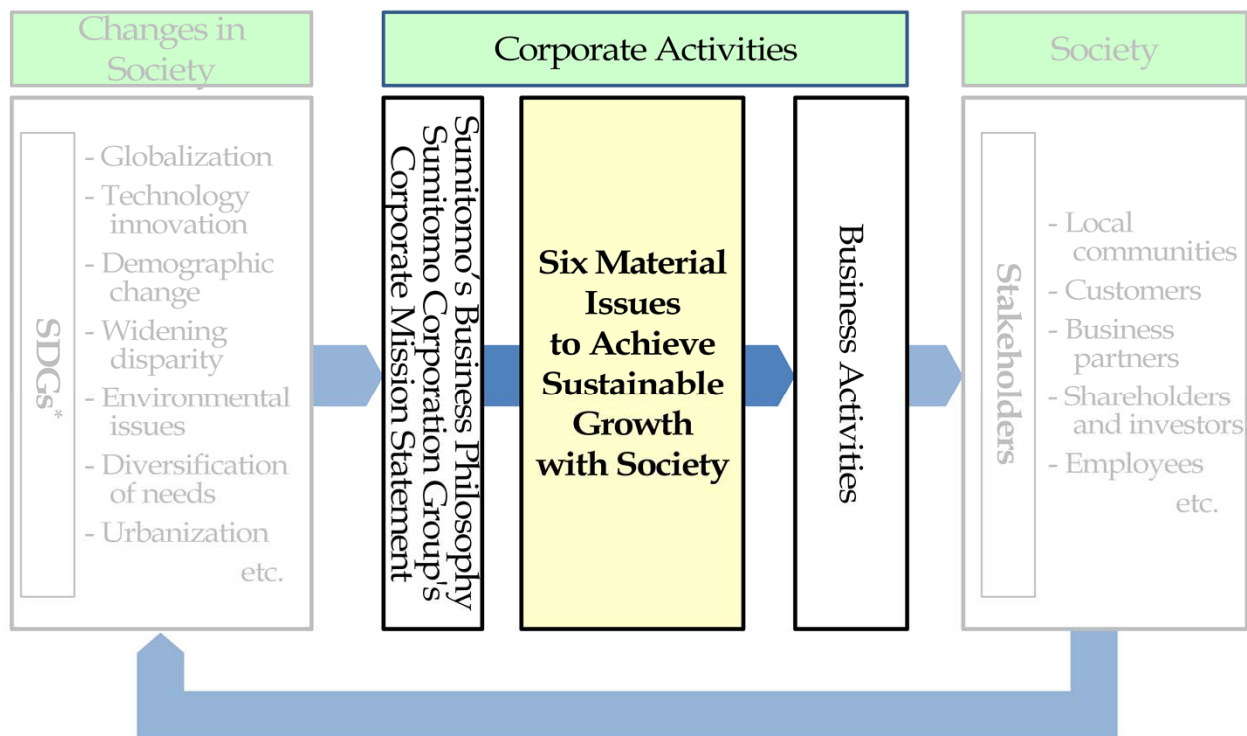 Changes in
Society
SDGs*
- Globalization
- Technology
innovation
- Demographic
change
- Widening
disparity
- Environmental
issues
- Diversification
of needs
- Urbanization
etc.
Corporate Activities
Sumitomo's Business Philosophy
Sumitomo Corporation Group's
Corporate Mission Statement
Six Material
Issues
to Achieve
Sustainable
Growth
with Society
Business Activities
Society
Stakeholders
- Local
communities
- Customers
- Business
partners
- Shareholders
and investors
- Employees
etc.